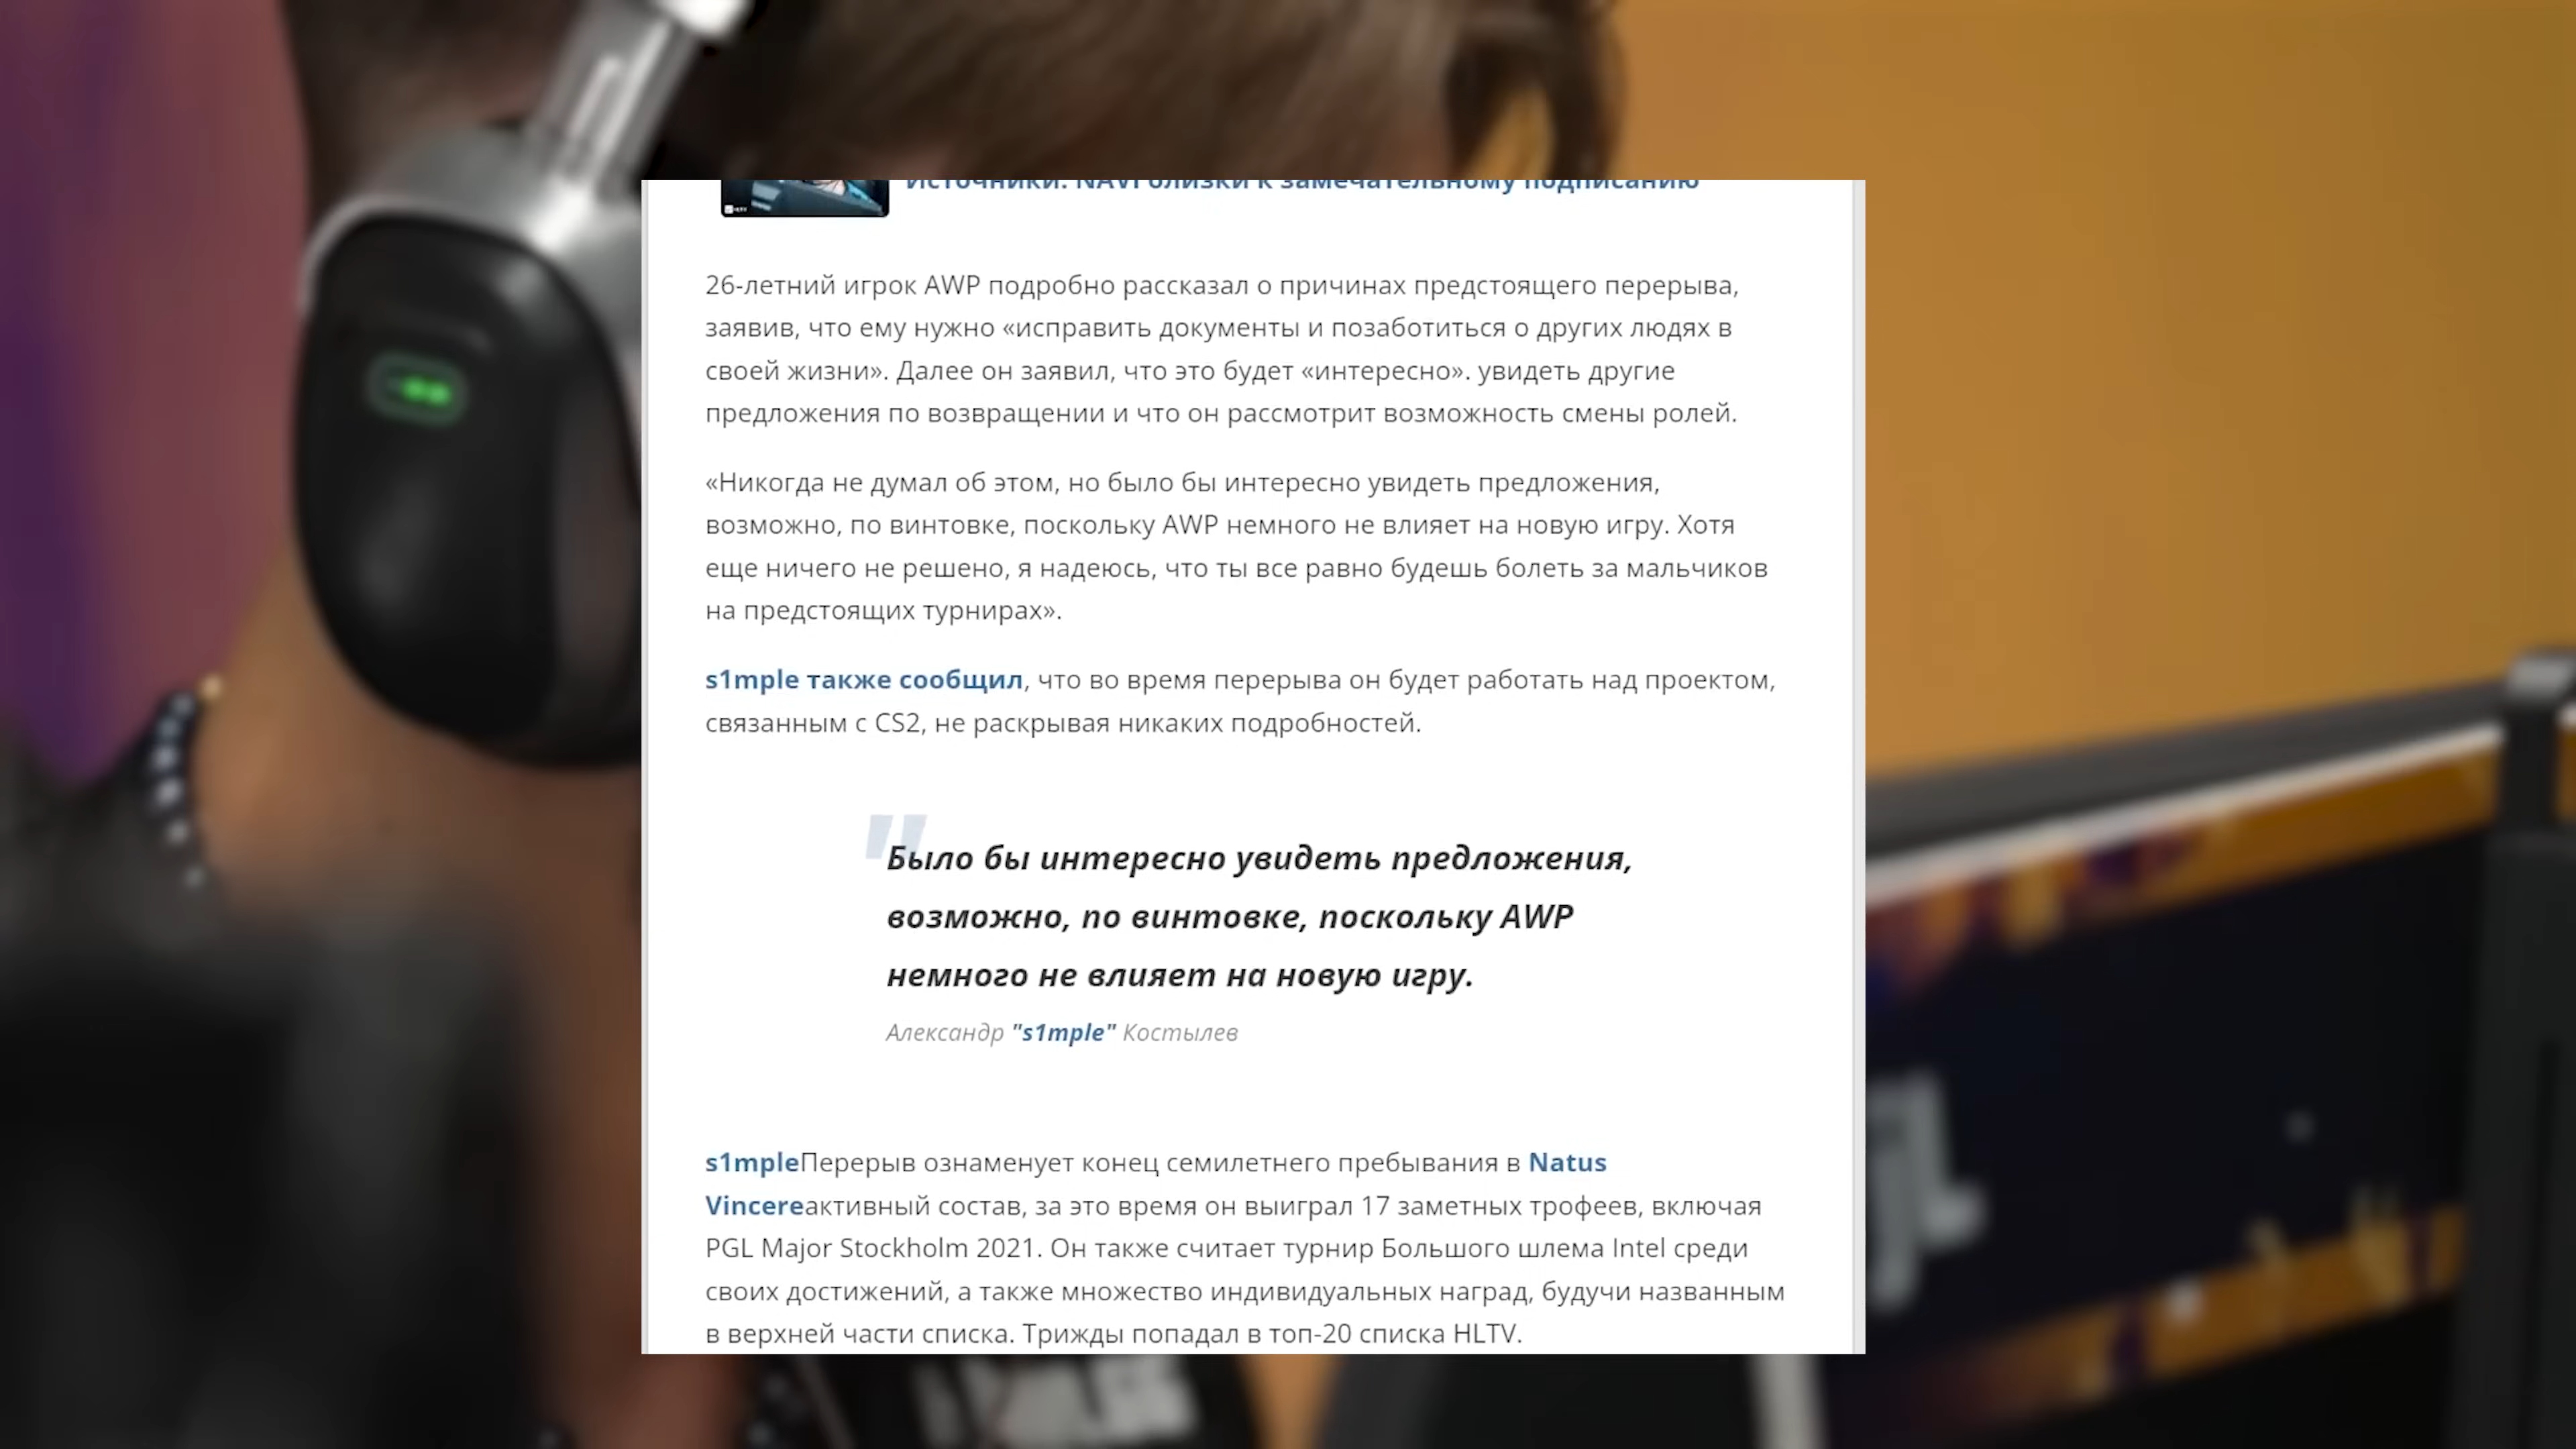 Источники: NAVI близки к замечательному подписанию
26-летний игрок AWP подробно рассказал о причинах предстоящего перерыва,
заявив, что ему нужно «исправить документы и позаботиться о других людях в
своей жизни». Далее он заявил, что это будет «интересно». увидеть другие
предложения по возвращении и что он рассмотрит возможность смены ролей.
«Никогда не думал об этом, но было бы интересно увидеть предложения,
возможно, по винтовке, поскольку AWP немного не влияет на новую игру. Хотя
еще ничего не решено, я надеюсь, что ты все равно будешь болеть за мальчиков
на предстоящих турнирах».
s1mple также сообщил, что во время перерыва он будет работать над проектом,
связанным с CS2, не раскрывая никаких подробностей.
"Было бы интересно увидеть предложения,
возможно, по винтовке, поскольку AWP
немного не влияет на новую игру.
Александр "s1mple" Костылев
s1mpleПерерыв ознаменует конец семилетнего пребывания в Natus
Vincereактивный состав, за это время он выиграл 17 заметных трофеев, включая
PGL Major Stockholm 2021. Он также считает турнир Большого шлема Intel среди
своих достижений, а также множество индивидуальных наград, будучи названным
в верхней части списка. Трижды попадал в топ-20 списка HLTV.